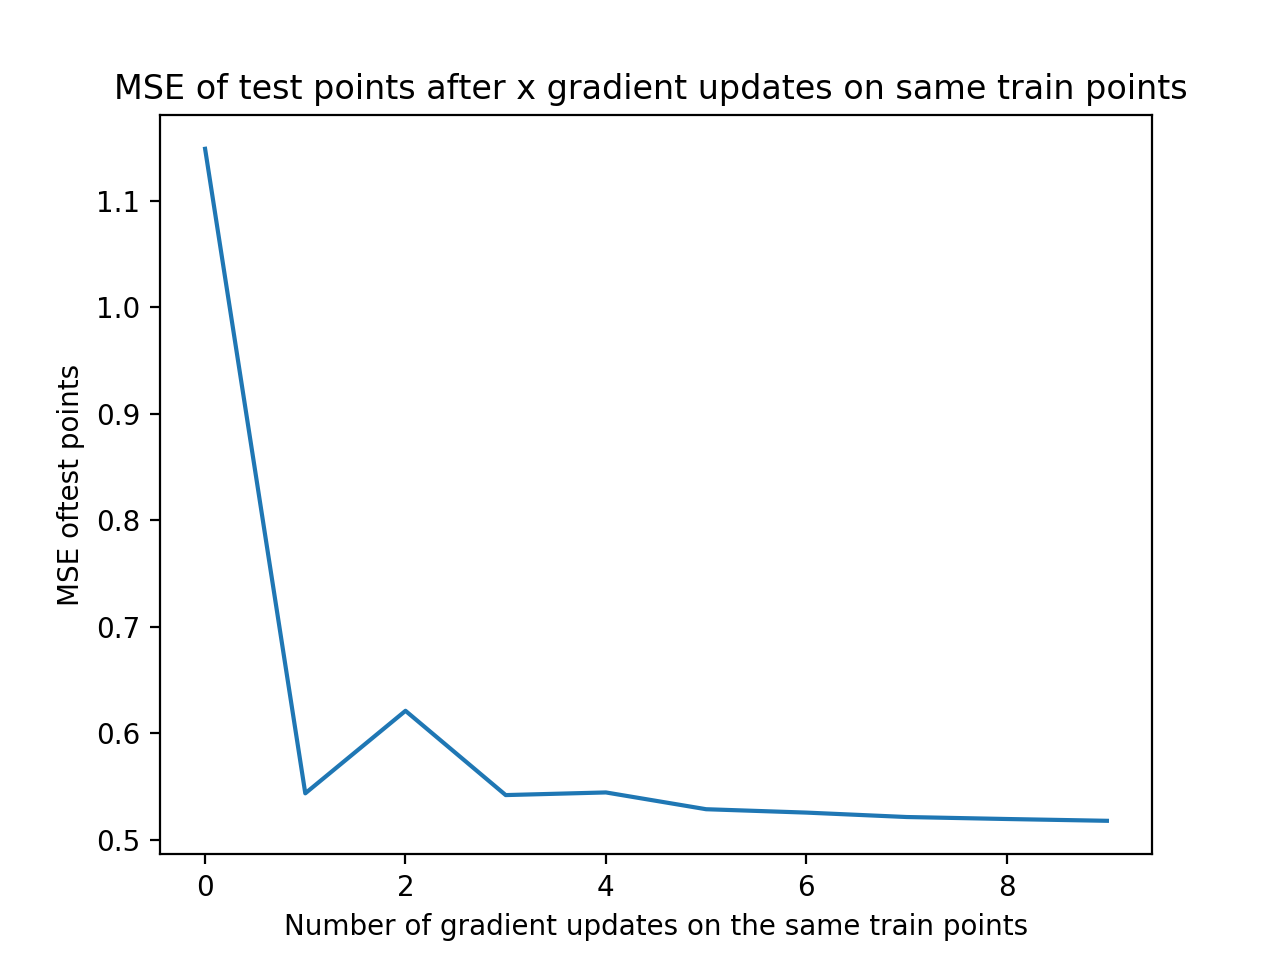 MSE of test points after x gradient updates on same train points
MSE oftest points
1.1
1.0
0.9
0.8
0.7
0.6
0.5
0 2 4 6 8
Number of gradient updates on the same train points